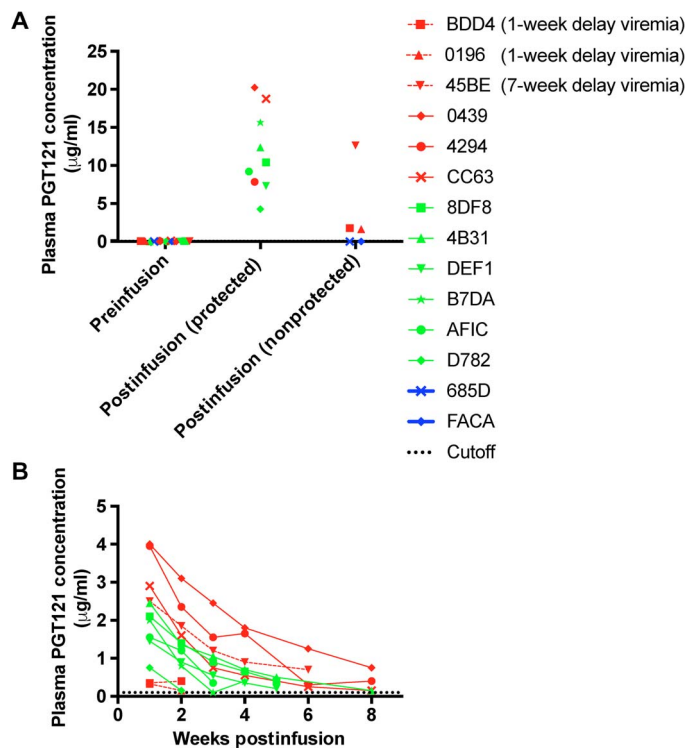 A
Plasma PGT121 concentration
(μg/ml)
25
20
15
10
5
0
Preinfusion
Postinfusion (protected)
Postinfusion (nonprotected)
BDD4 (1-week delay viremia)
0196 (1-week delay viremia)
45BE (7-week delay viremia)
0439
4294
CC63
8DF8
4B31
DEF1
B7DA
AFIC
D782
685D
FACA
Cutoff
B
Plasma PGT121 concentration
(μg/ml)
5
4
3
2
1
0
0 2 4 6 8
Weeks postinfusion